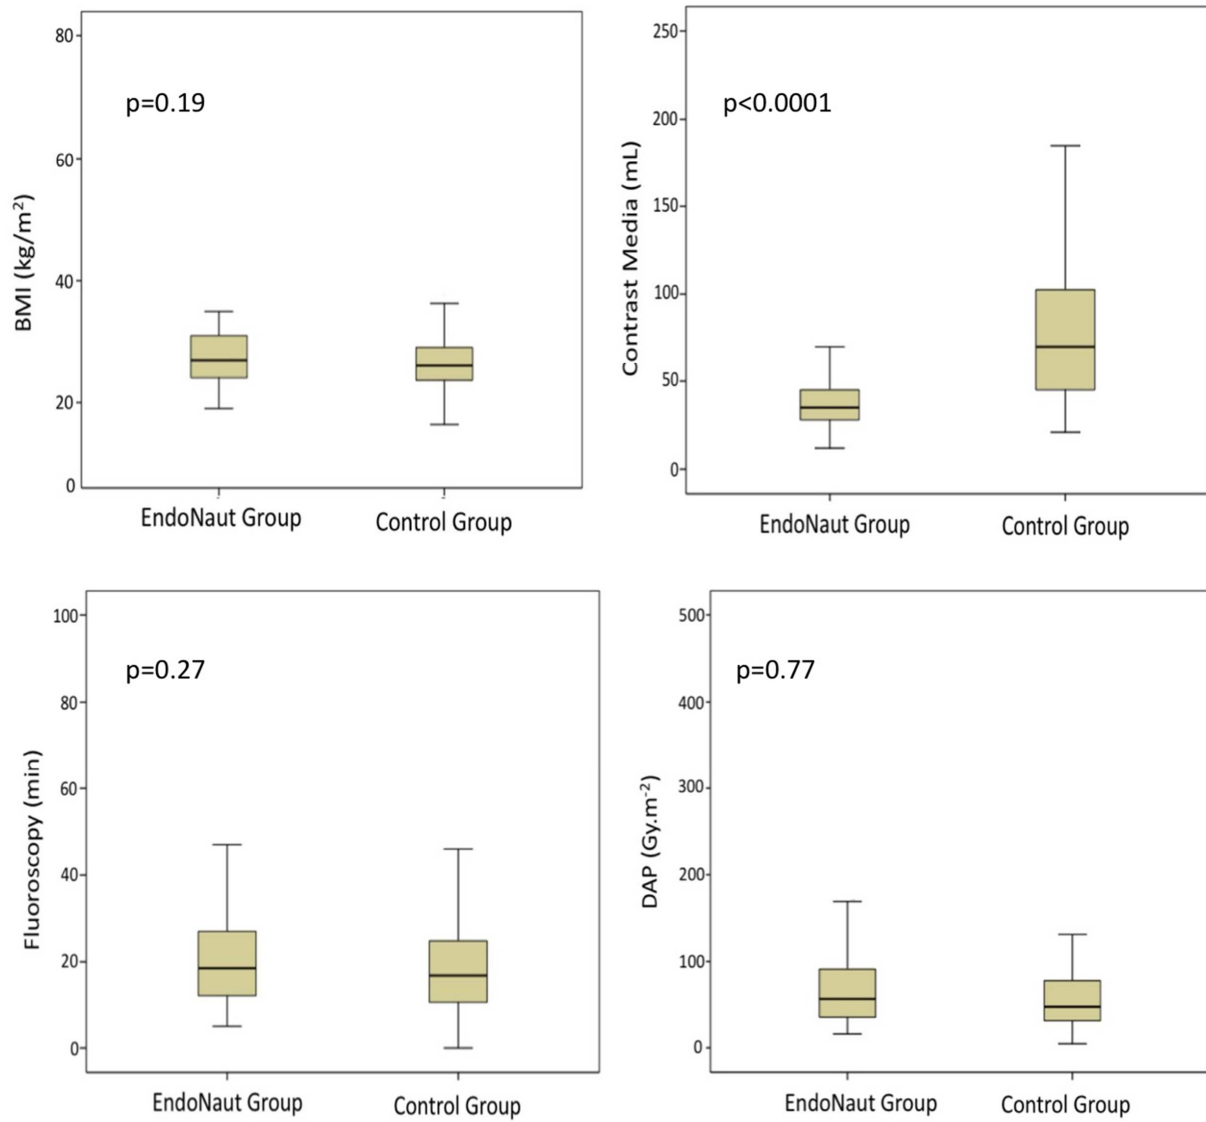 80
60
40
20
0
BMI (kg/m²)
p=0.19
EndoNaut Group
Control Group
250
200
150
100
50
0
Contrast Media (mL)
p<0.0001
EndoNaut Group
Control Group
100
80
60
40
20
0
Fluoroscopy (min)
p=0.27
EndoNaut Group
Control Group
500
400
300
200
100
0
DAP (Gy.m⁻²)
p=0.77
EndoNaut Group
Control Group